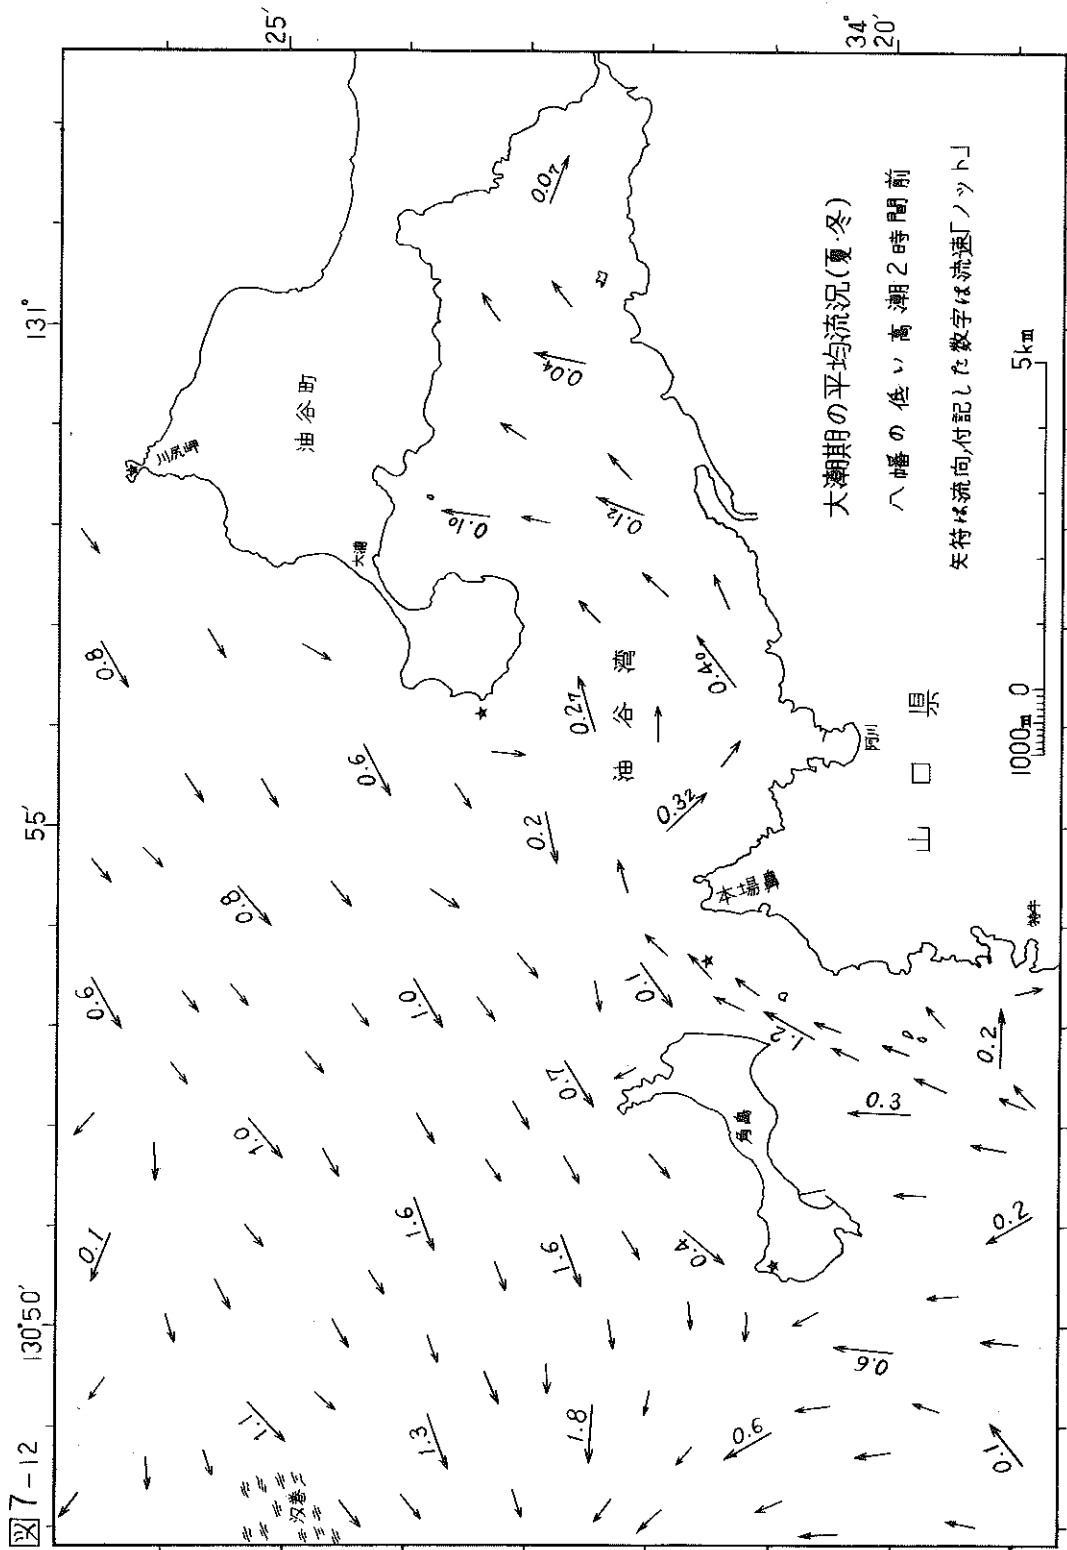 図7-12
130°50′
55′
131°
25′
34°
20′
川尻岬
油谷町
大浦
油谷湾
本場鼻
阿川
山口県
特牛
角島
汐巻
大潮期の平均流況(夏・冬)
八幡の低い高潮2時間前
矢符は流向,付記した数字は流速「ノット」
1000m 0 5km
0.8
0.6
0.8
0.6
0.2
0.10
0.27
0.12
0.04
0.07
0.40
0.32
0.6
1.0
0.1
0.7
1.2
0.3
0.2
1.0
0.1
1.6
1.6
0.4
0.2
1.1
1.3
1.8
0.6
0.6
0.1